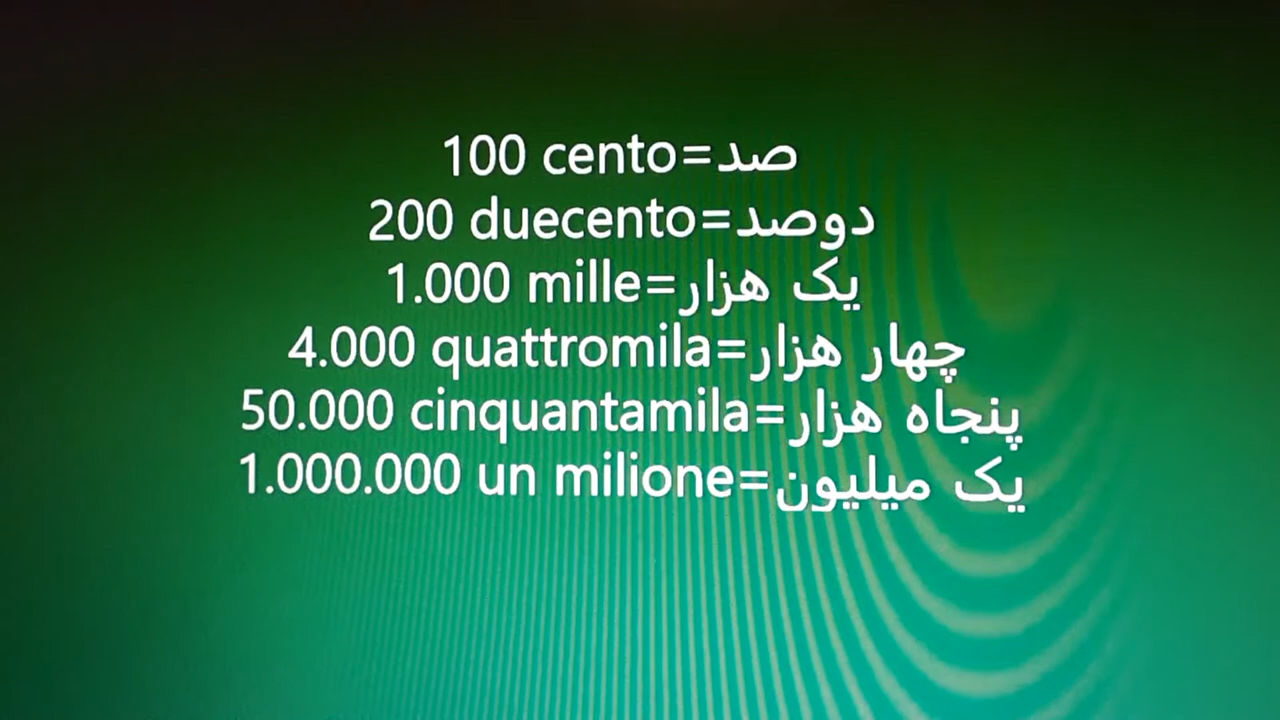 100 cento=صد
200 duecento=دوصد
1.000 mille=یک هزار
4.000 quattromila=چهار هزار
50.000 cinquantamila=پنجاه هزار
1.000.000 un milione=یک میلیون